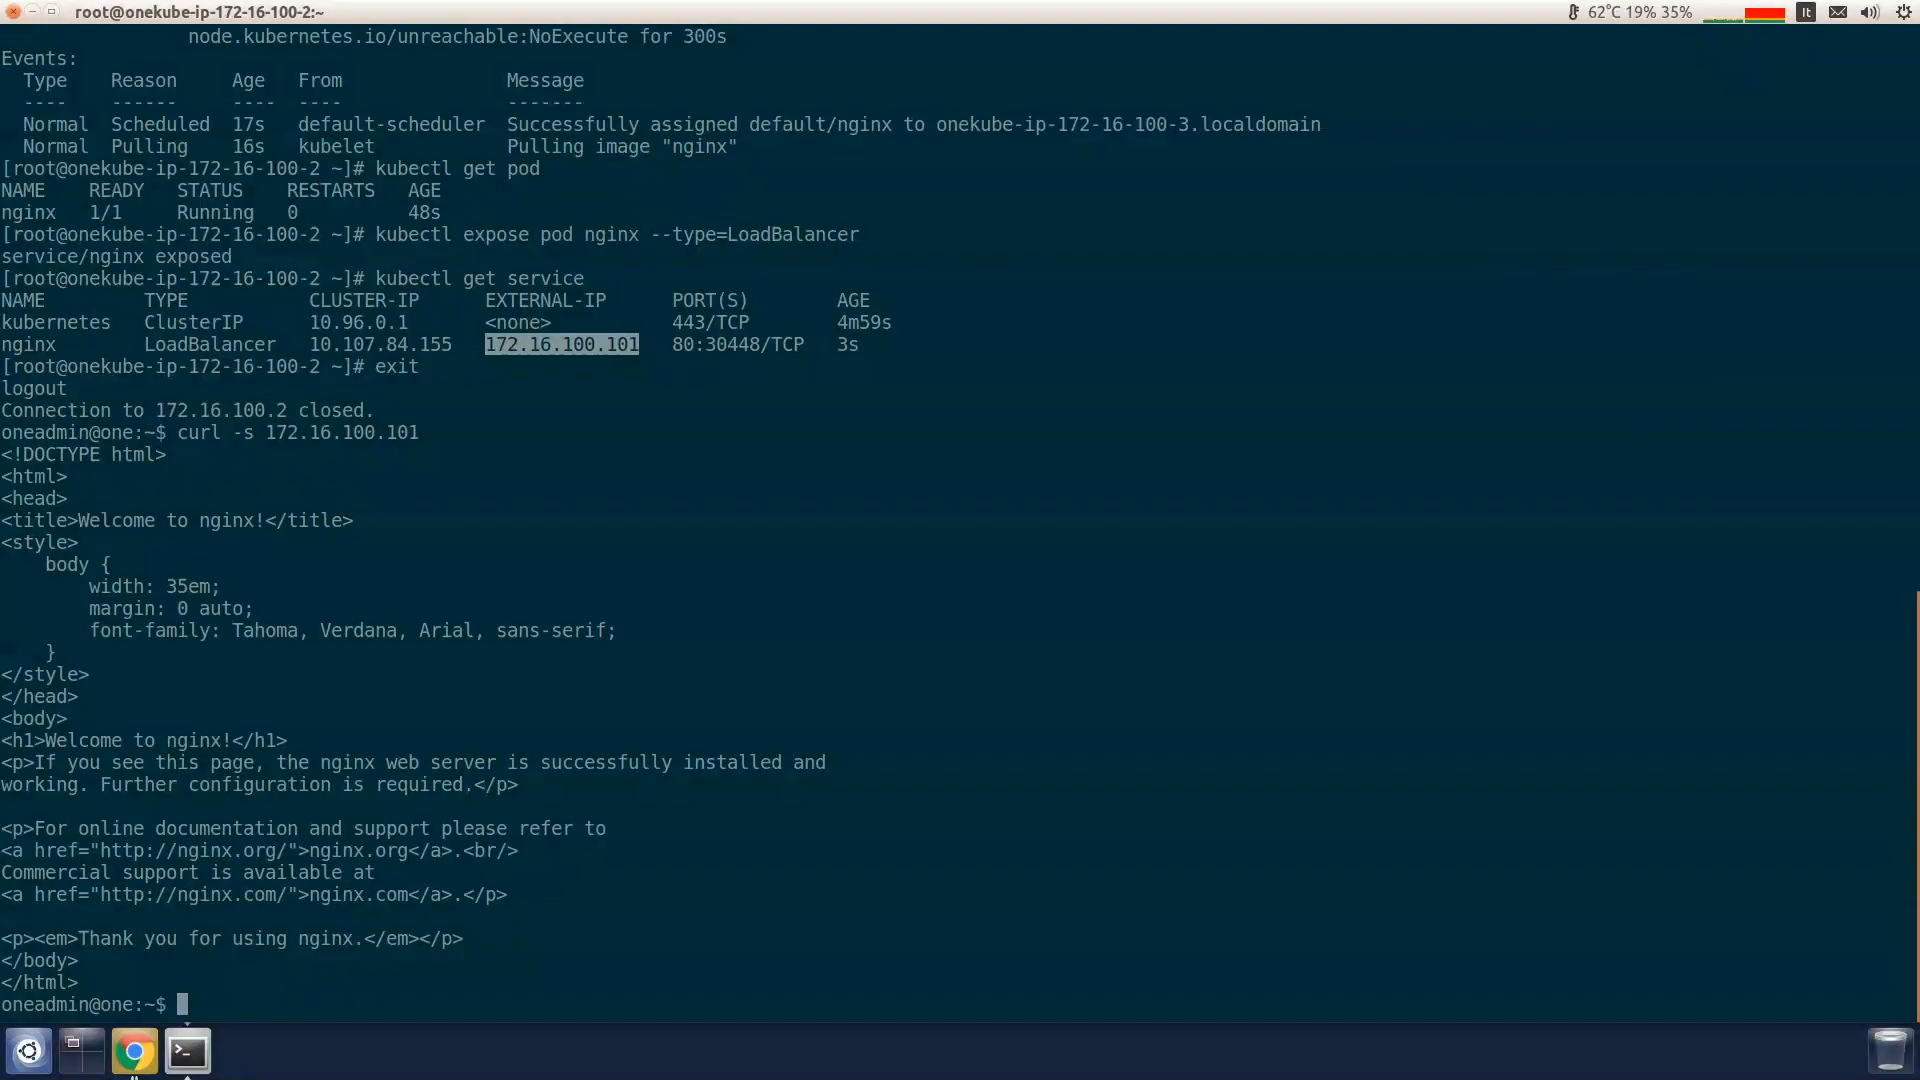 root@onekube-ip-172-16-100-2:~
62°C 19% 35%
It
node.kubernetes.io/unreachable:NoExecute for 300s
Events:
  Type    Reason     Age   From               Message
  ----    ------     ----  ----               -------
  Normal  Scheduled  17s   default-scheduler  Successfully assigned default/nginx to onekube-ip-172-16-100-3.localdomain
  Normal  Pulling    16s   kubelet            Pulling image "nginx"
[root@onekube-ip-172-16-100-2 ~]# kubectl get pod
NAME    READY   STATUS    RESTARTS   AGE
nginx   1/1     Running   0          48s
[root@onekube-ip-172-16-100-2 ~]# kubectl expose pod nginx --type=LoadBalancer
service/nginx exposed
[root@onekube-ip-172-16-100-2 ~]# kubectl get service
NAME         TYPE           CLUSTER-IP      EXTERNAL-IP      PORT(S)        AGE
kubernetes   ClusterIP      10.96.0.1       <none>           443/TCP        4m59s
nginx        LoadBalancer   10.107.84.155   172.16.100.101   80:30448/TCP   3s
[root@onekube-ip-172-16-100-2 ~]# exit
logout
Connection to 172.16.100.2 closed.
oneadmin@one:~$ curl -s 172.16.100.101
<!DOCTYPE html>
<html>
<head>
<title>Welcome to nginx!</title>
<style>
    body {
        width: 35em;
        margin: 0 auto;
        font-family: Tahoma, Verdana, Arial, sans-serif;
    }
</style>
</head>
<body>
<h1>Welcome to nginx!</h1>
<p>If you see this page, the nginx web server is successfully installed and
working. Further configuration is required.</p>

<p>For online documentation and support please refer to
<a href="http://nginx.org/">nginx.org</a>.<br/>
Commercial support is available at
<a href="http://nginx.com/">nginx.com</a>.</p>

<p><em>Thank you for using nginx.</em></p>
</body>
</html>
oneadmin@one:~$